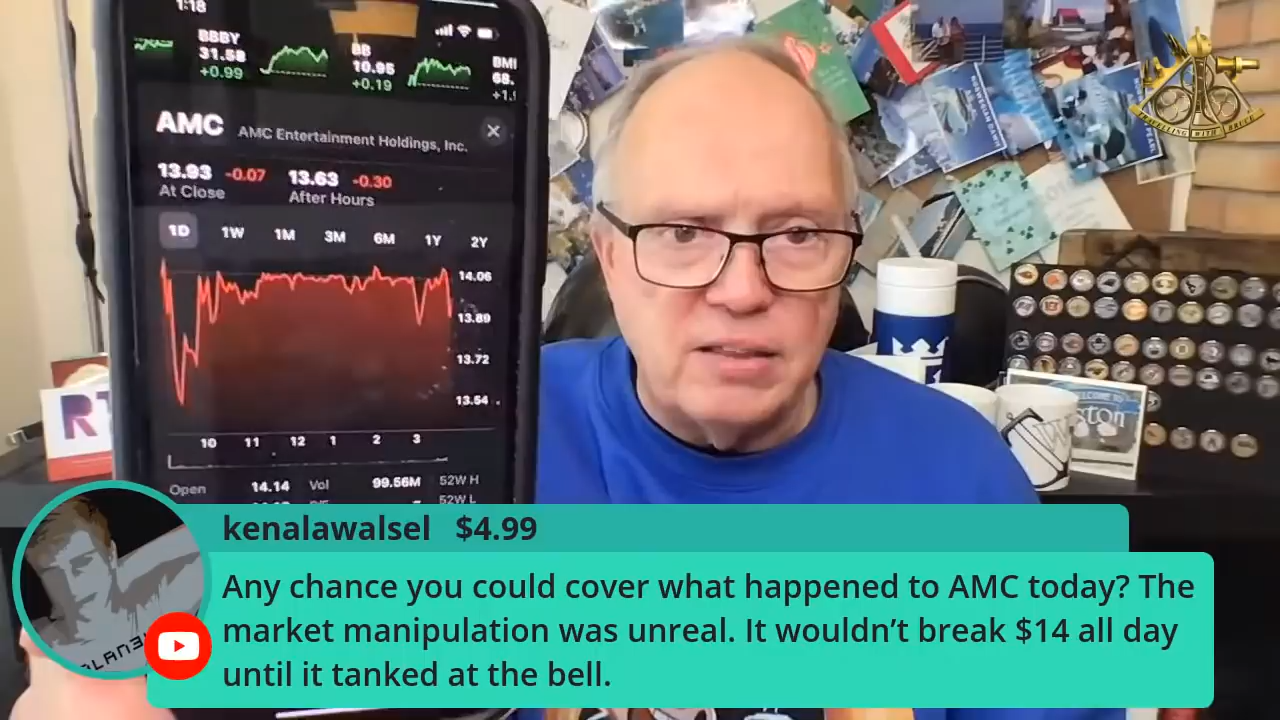 1:18
BBBY
31.58
+0.99
BB
10.95
+0.19
68.
AMC AMC Entertainment Holdings, Inc.
13.93 -0.07 13.63 -0.30
At Close After Hours
1D 1W 1M 3M 6M 1Y 2Y
14.06
13.89
13.72
13.54
10 11 12 1 2 3
Open 14.14 Vol 99.56M 52W H
52W L
TRAVELLING WITH BRUCE
kenalawalsel $4.99
Any chance you could cover what happened to AMC today? The
market manipulation was unreal. It wouldn't break $14 all day
until it tanked at the bell.